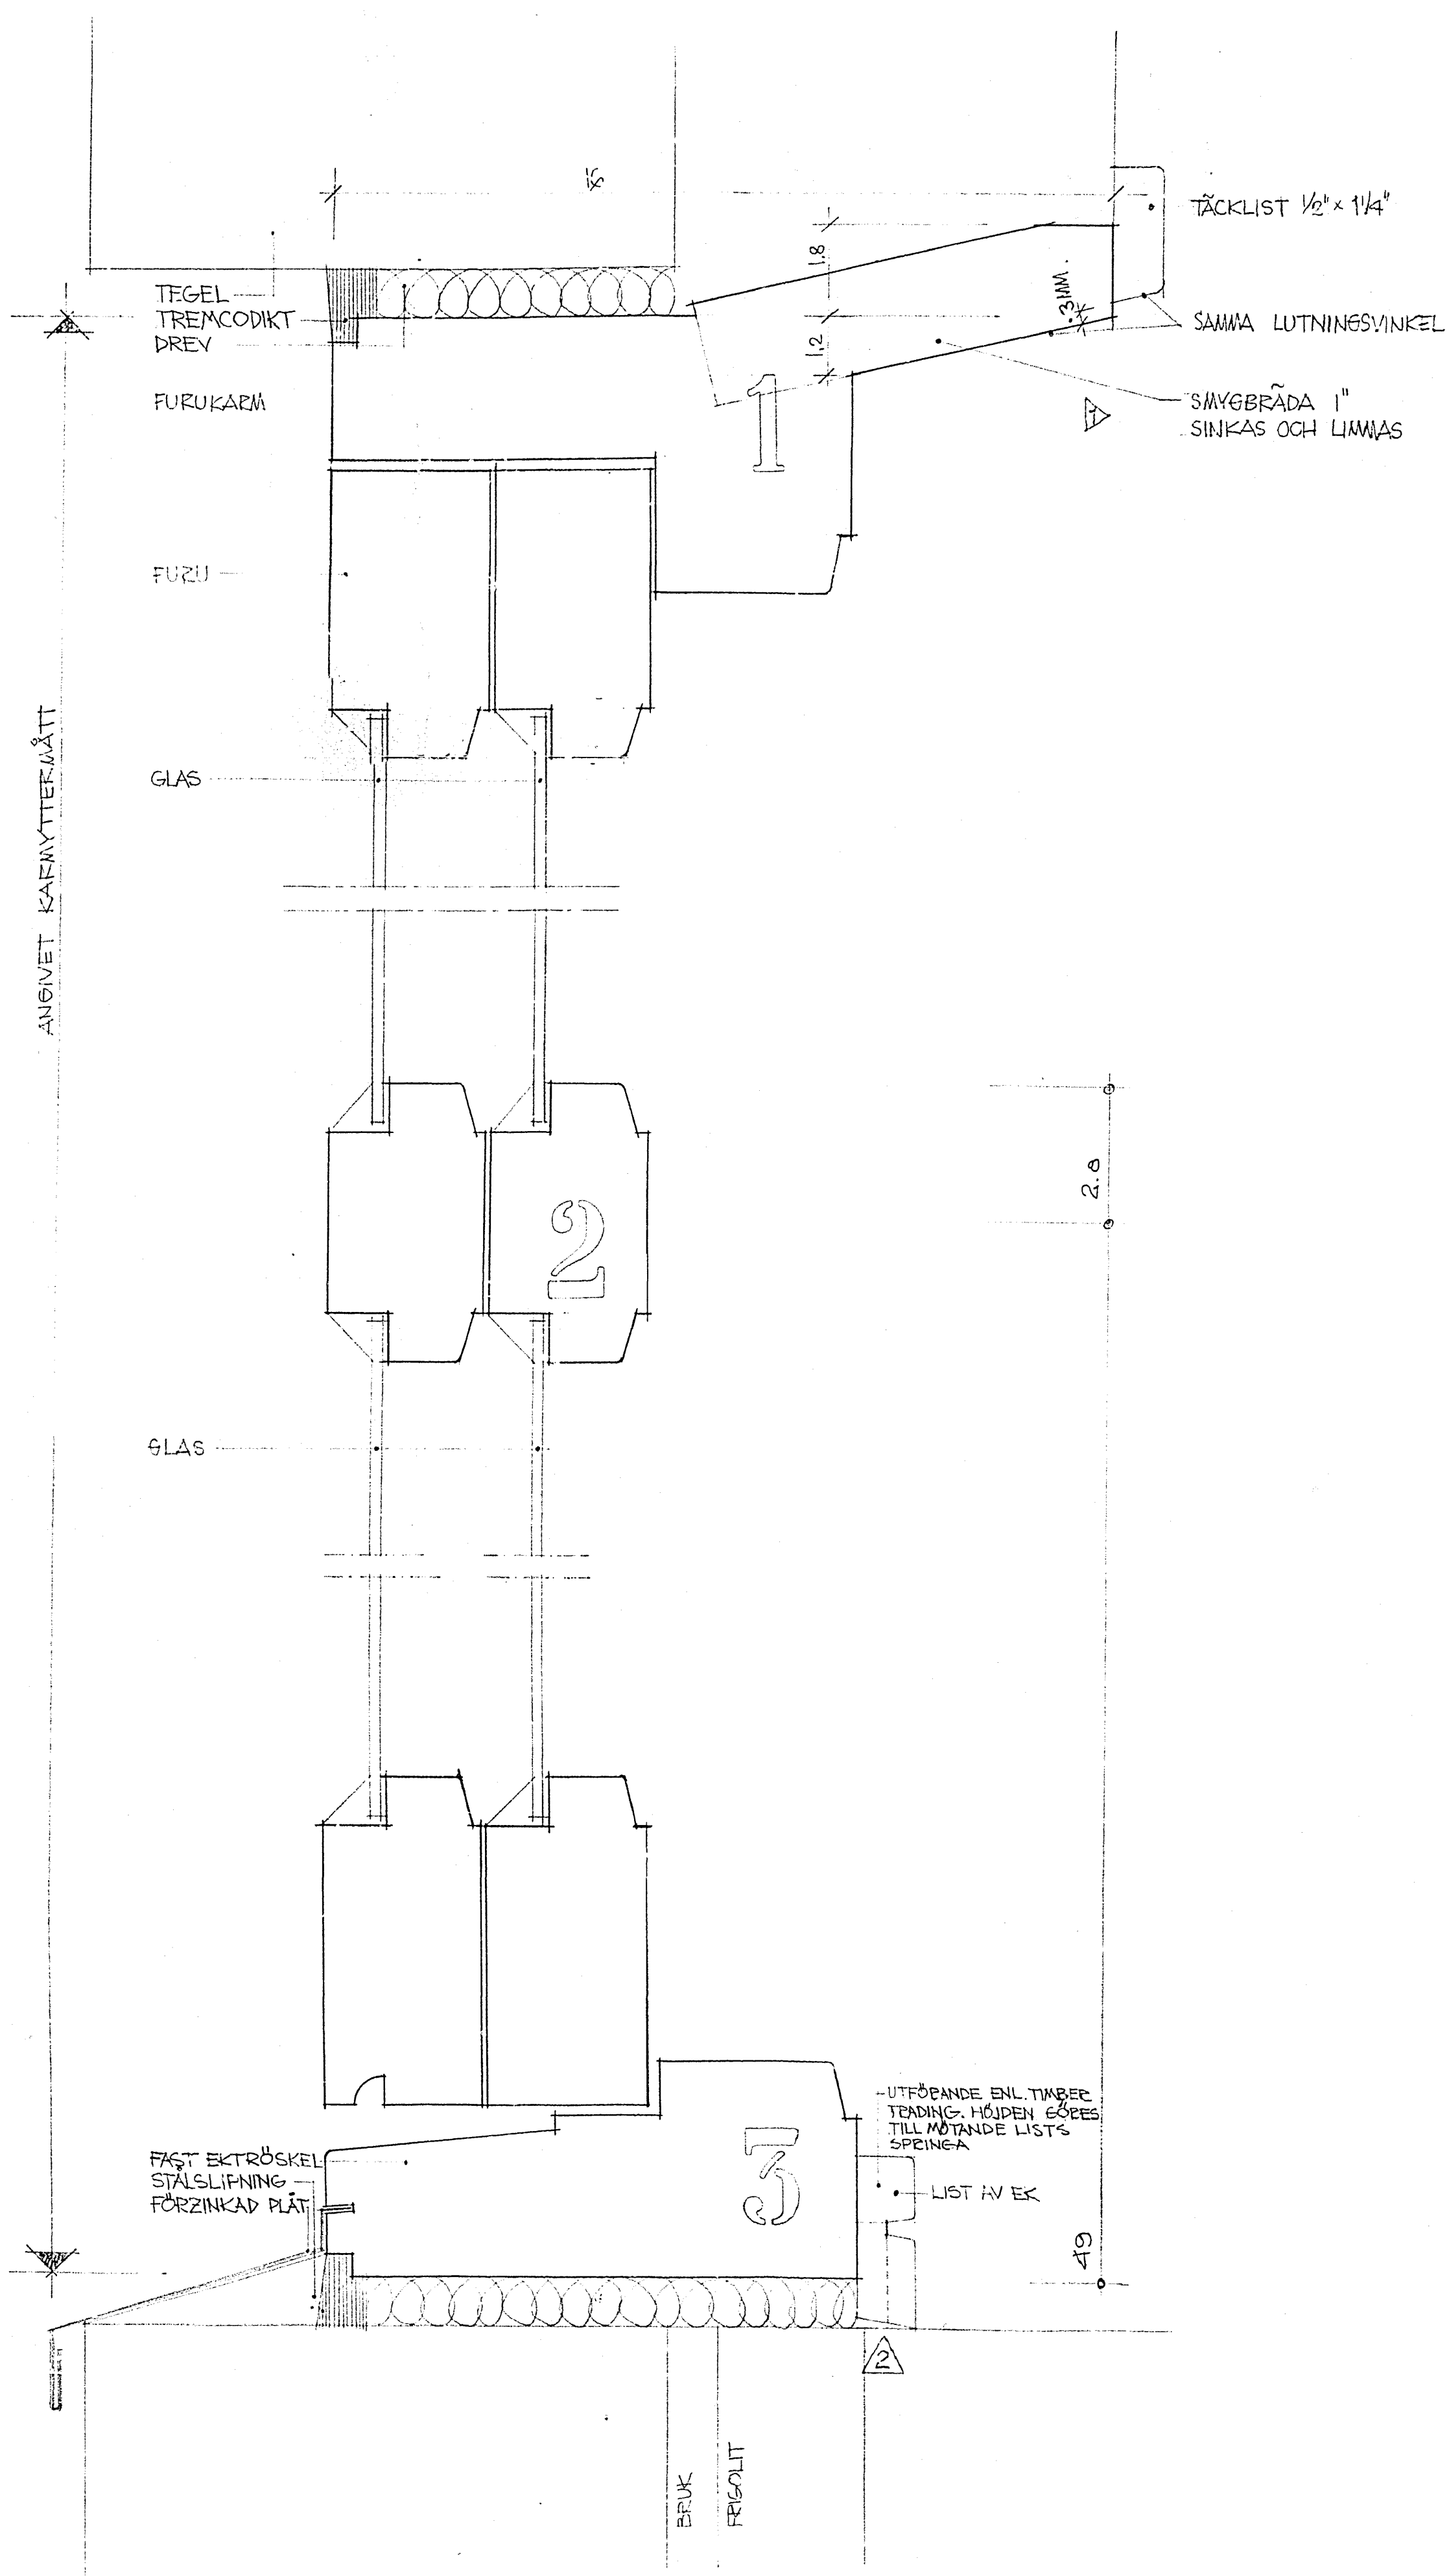 16
TÄCKLIST 1/2" x 1 1/4"
1.8
TEGEL
TREMCODIKT
DREV
.3MM.
SAMMA LUTNINGSVINKEL
1.2
FURUKARM
SMYGBRÄDA 1"
SINKAS OCH LIMMAS
1
1
FURU
ANGIVET KARMYTTERMÅTT
GLAS
2.8
2
GLAS
UTFÖRANDE ENL. TIMBER
TRADING. HÖJDEN GÖRES
TILL MÖTANDE LISTS
SPRINGA
3
FAST EKTRÖSKEL
STÅLSLIPNING
FÖRZINKAD PLÅT
LIST AV EK
49
2
BRUK
FRIGOLIT